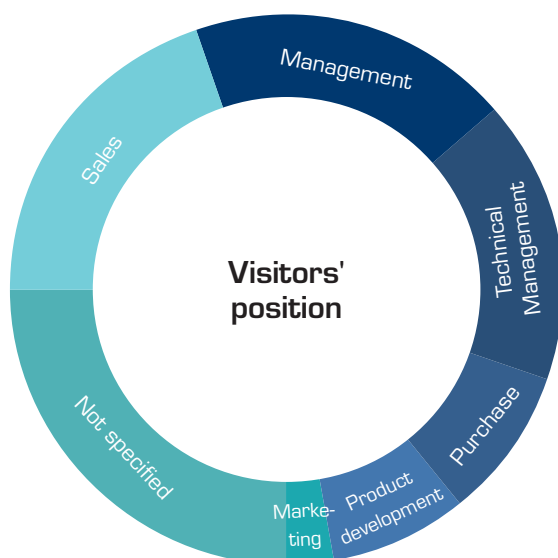 Management
Sales
Technical
Management
Visitors'
position
Purchase
Not specified
Product
development
Marke-
ting